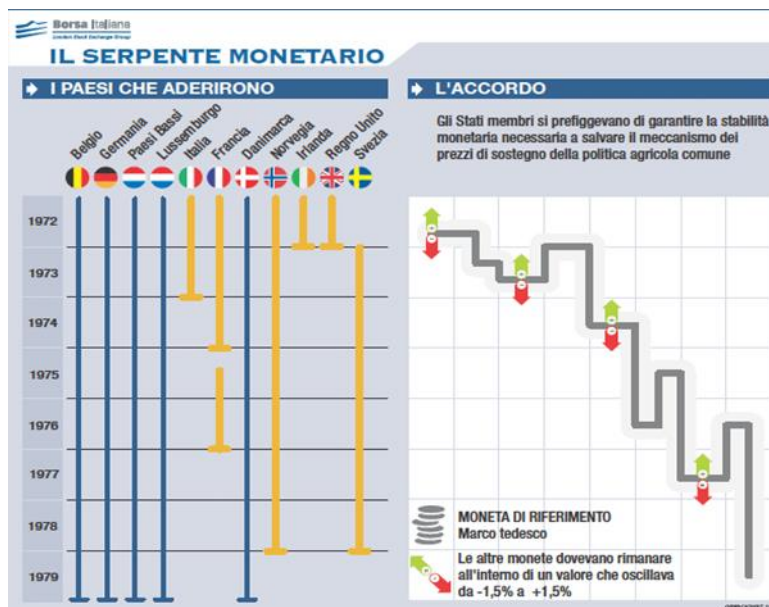 Borsa Italiana
London Stock Exchange Group
IL SERPENTE MONETARIO
I PAESI CHE ADERIRONO
Belgio
Germania
Paesi Bassi
Lussemburgo
Italia
Francia
Danimarca
Norvegia
Irlanda
Regno Unito
Svezia
1972
1973
1974
1975
1976
1977
1978
1979
L'ACCORDO
Gli Stati membri si prefiggevano di garantire la stabilità
monetaria necessaria a salvare il meccanismo dei
prezzi di sostegno della politica agricola comune
MONETA DI RIFERIMENTO
Marco tedesco
Le altre monete dovevano rimanare
all'interno di un valore che oscillava
da -1,5% a +1,5%